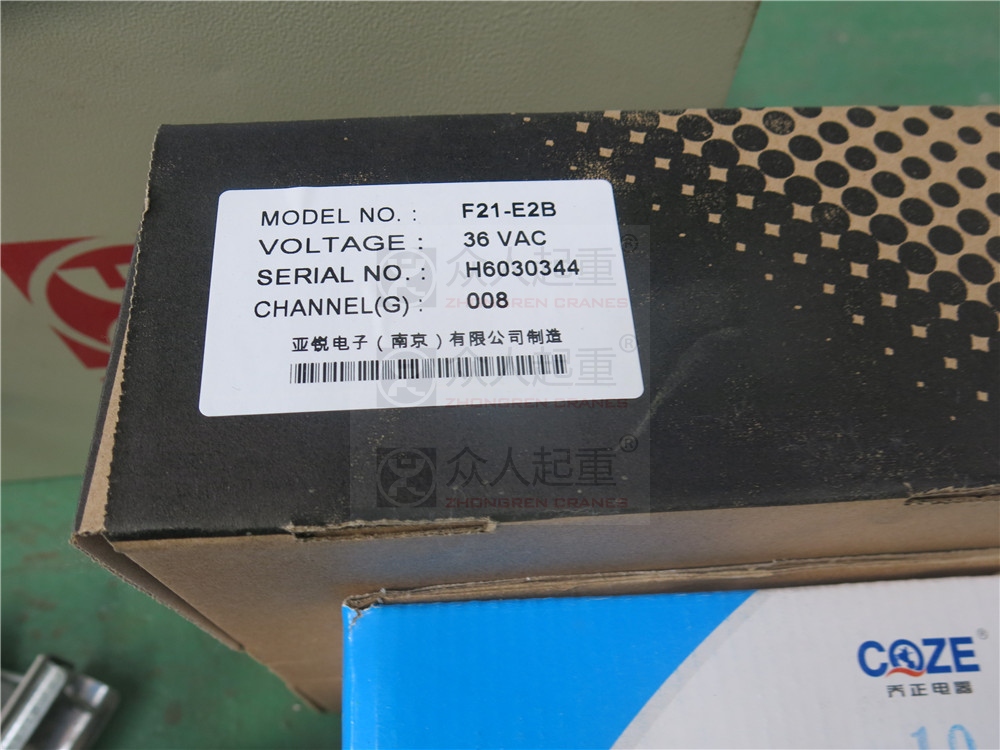 MODEL NO. : F21-E2B
VOLTAGE : 36 VAC
SERIAL NO. : H6030344
CHANNEL(G) : 008
亚锐电子（南京）有限公司制造
众人起重®
ZHONGREN CRANES
众人起重®
ZHONGREN CRANES
众人起重®
ZHONGREN CRANES
COZE®
乔正电器
10